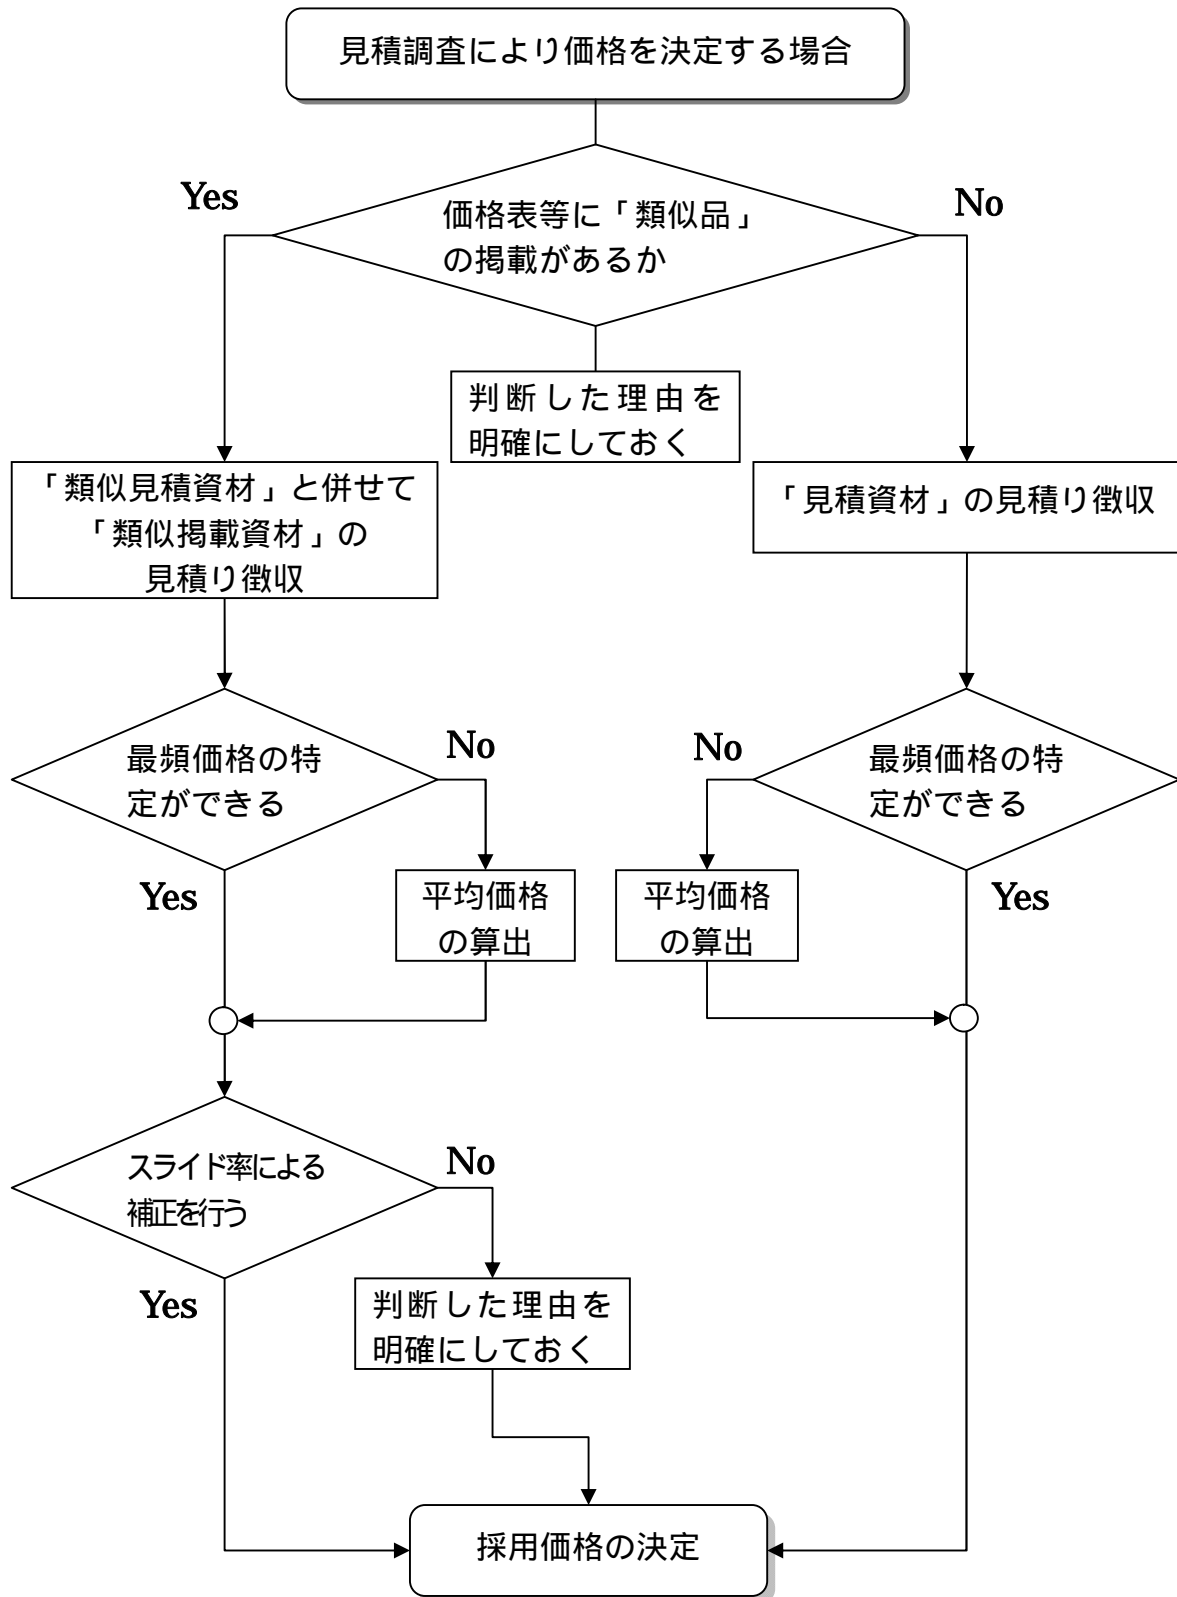 見積調査により価格を決定する場合
Yes
No
価格表等に「類似品」
の掲載があるか
判断した理由を
明確にしておく
「類似見積資材」と併せて
「類似掲載資材」の
見積り徴収
「見積資材」の見積り徴収
最頻価格の特
定ができる
No
No
最頻価格の特
定ができる
Yes
平均価格
の算出
平均価格
の算出
Yes
スライド率による
補正を行う
No
Yes
判断した理由を
明確にしておく
採用価格の決定